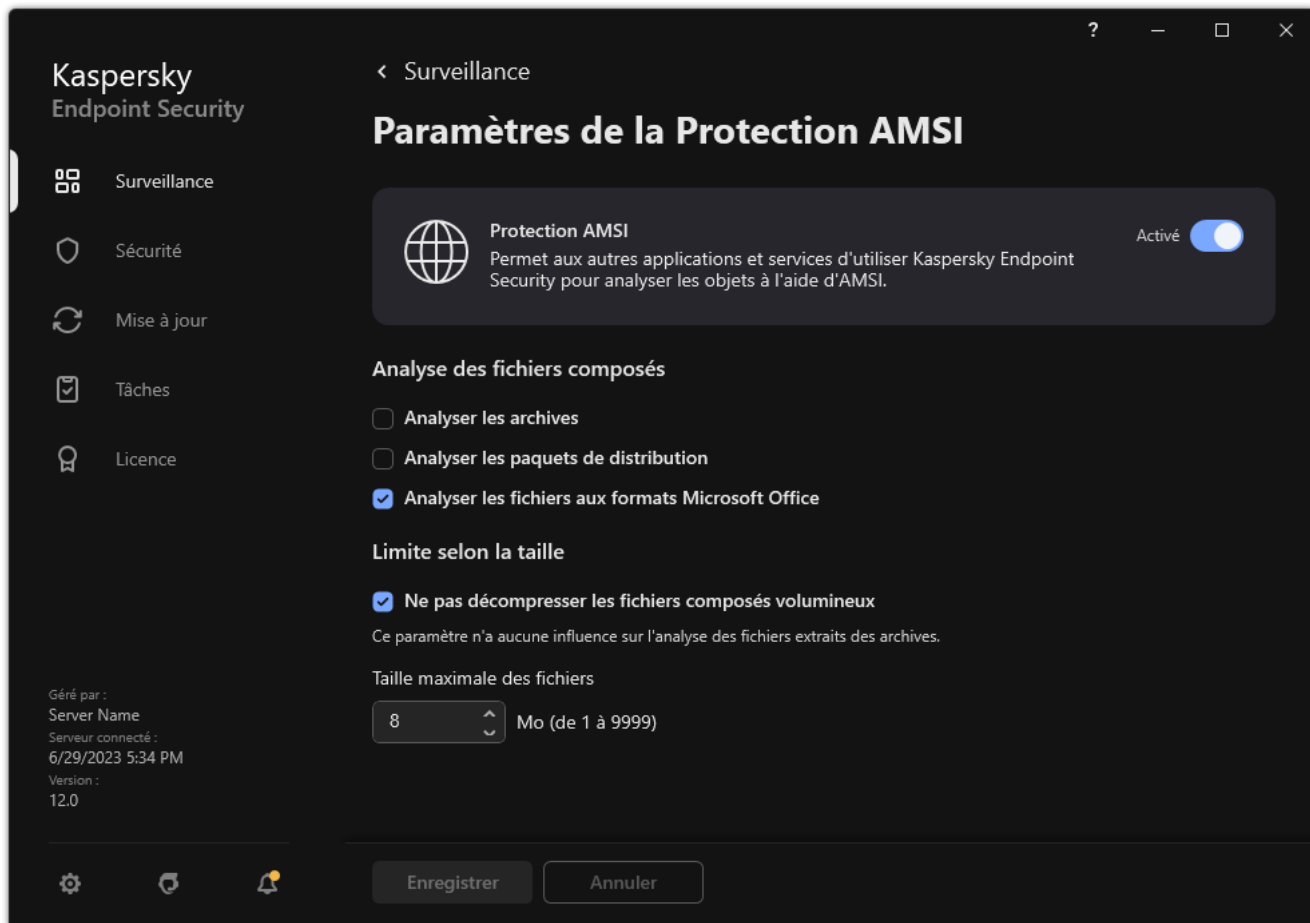 ?
Kaspersky
Endpoint Security
Surveillance
Sécurité
Mise à jour
Tâches
Licence
Géré par :
Server Name
Serveur connecté :
6/29/2023 5:34 PM
Version :
12.0
Surveillance
Paramètres de la Protection AMSI
Protection AMSI
Activé
Permet aux autres applications et services d'utiliser Kaspersky Endpoint
Security pour analyser les objets à l'aide d'AMSI.
Analyse des fichiers composés
Analyser les archives
Analyser les paquets de distribution
Analyser les fichiers aux formats Microsoft Office
Limite selon la taille
Ne pas décompresser les fichiers composés volumineux
Ce paramètre n'a aucune influence sur l'analyse des fichiers extraits des archives.
Taille maximale des fichiers
8 Mo (de 1 à 9999)
Enregistrer Annuler